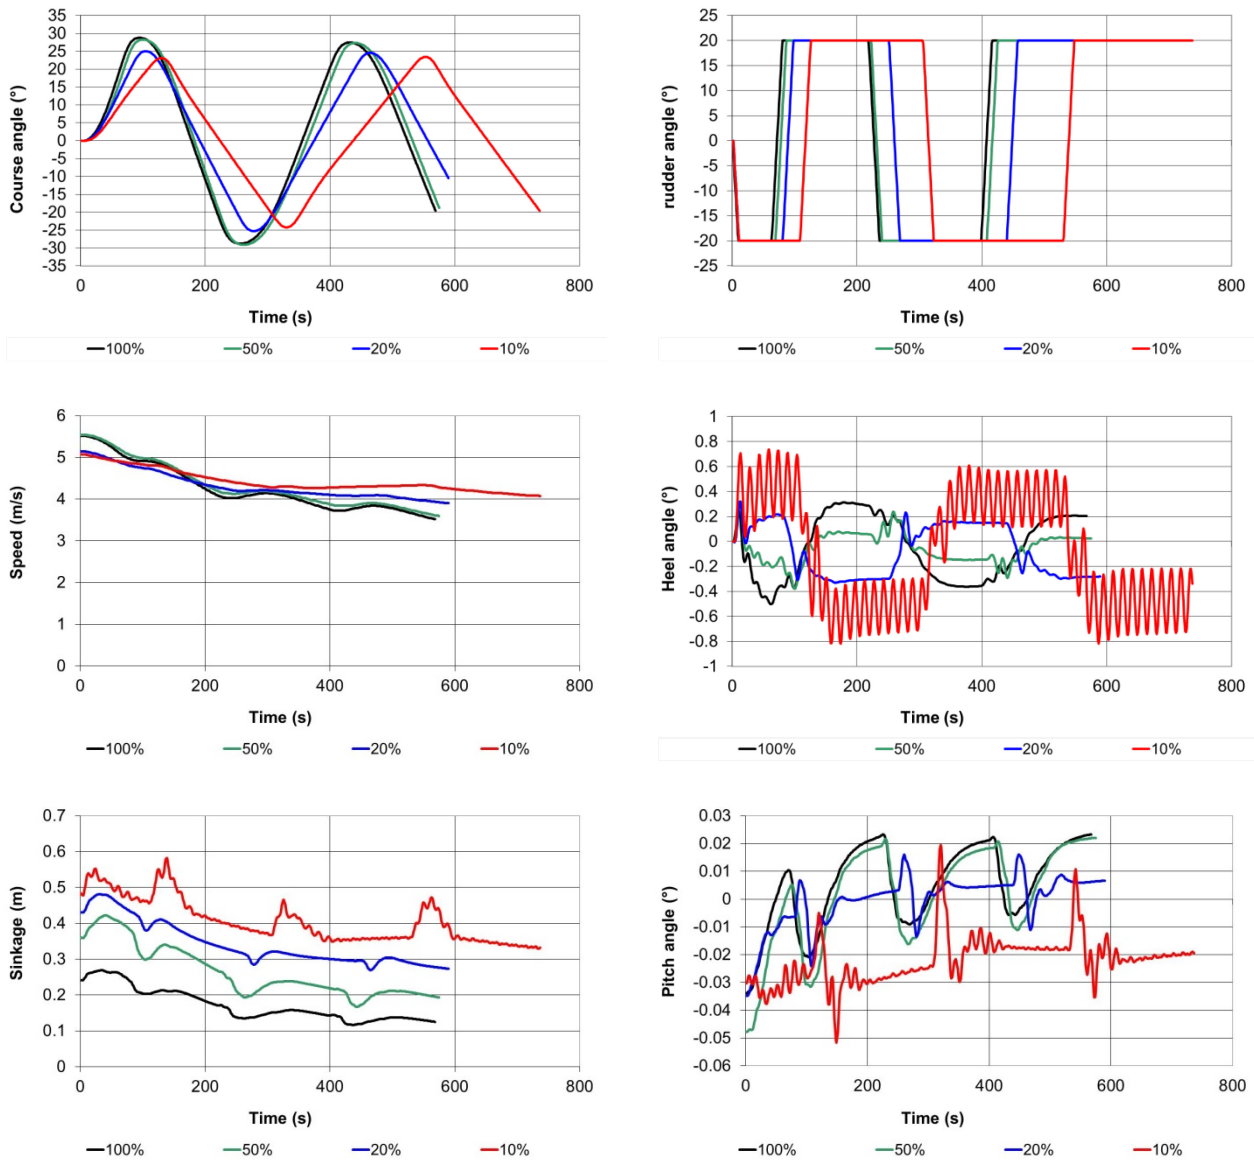 Course angle (°)
35
30
25
20
15
10
5
0
-5
-10
-15
-20
-25
-30
-35
0 200 400 600 800
Time (s)
100% 50% 20% 10%
rudder angle (°)
25
20
15
10
5
0
-5
-10
-15
-20
-25
0 200 400 600 800
Time (s)
100% 50% 20% 10%
Speed (m/s)
6
5
4
3
2
1
0
0 200 400 600 800
Time (s)
100% 50% 20% 10%
Heel angle (°)
1
0.8
0.6
0.4
0.2
0
-0.2
-0.4
-0.6
-0.8
-1
0 200 400 600 800
Time (s)
100% 50% 20% 10%
Sinkage (m)
0.7
0.6
0.5
0.4
0.3
0.2
0.1
0
0 200 400 600 800
Time (s)
100% 50% 20% 10%
Pitch angle (°)
0.03
0.02
0.01
0
-0.01
-0.02
-0.03
-0.04
-0.05
-0.06
0 200 400 600 800
Time (s)
100% 50% 20% 10%